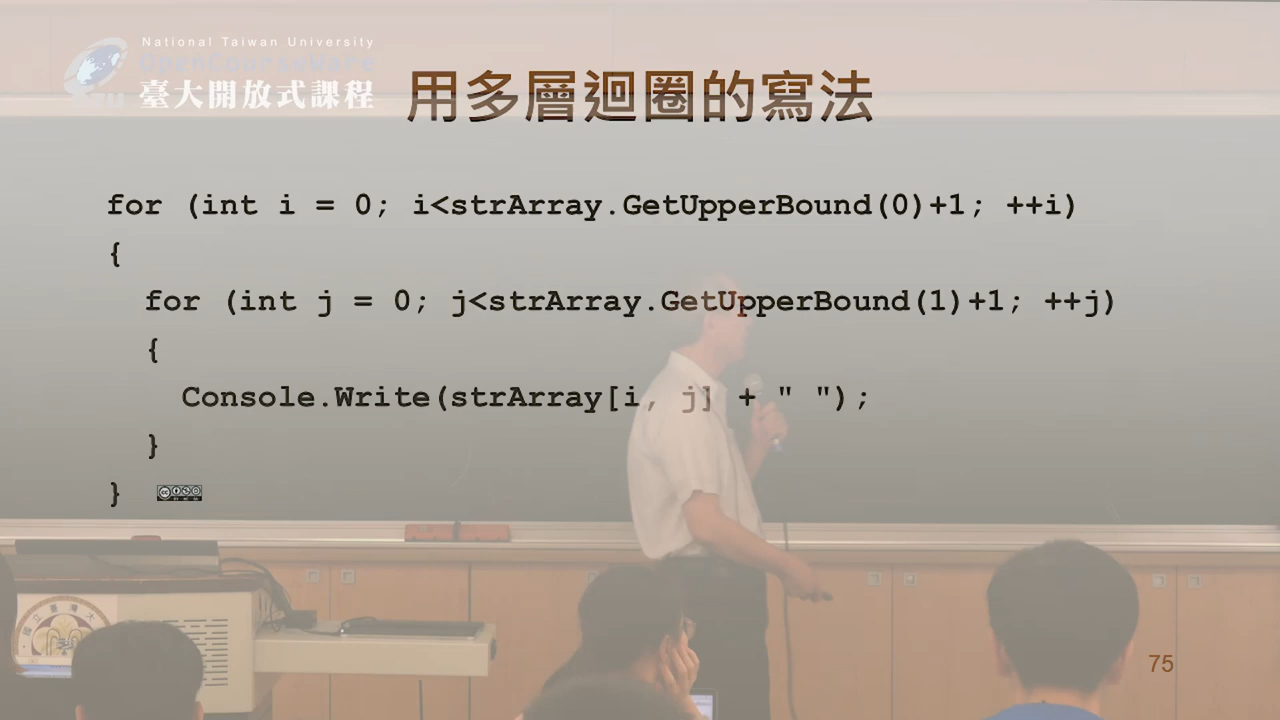 National Taiwan University
OpenCourseWare
臺大開放式課程
用多層迴圈的寫法
for (int i = 0; i<strArray.GetUpperBound(0)+1; ++i)
{
for (int j = 0; j<strArray.GetUpperBound(1)+1; ++j)
{
Console.Write(strArray[i, j] + " ");
}
}
75